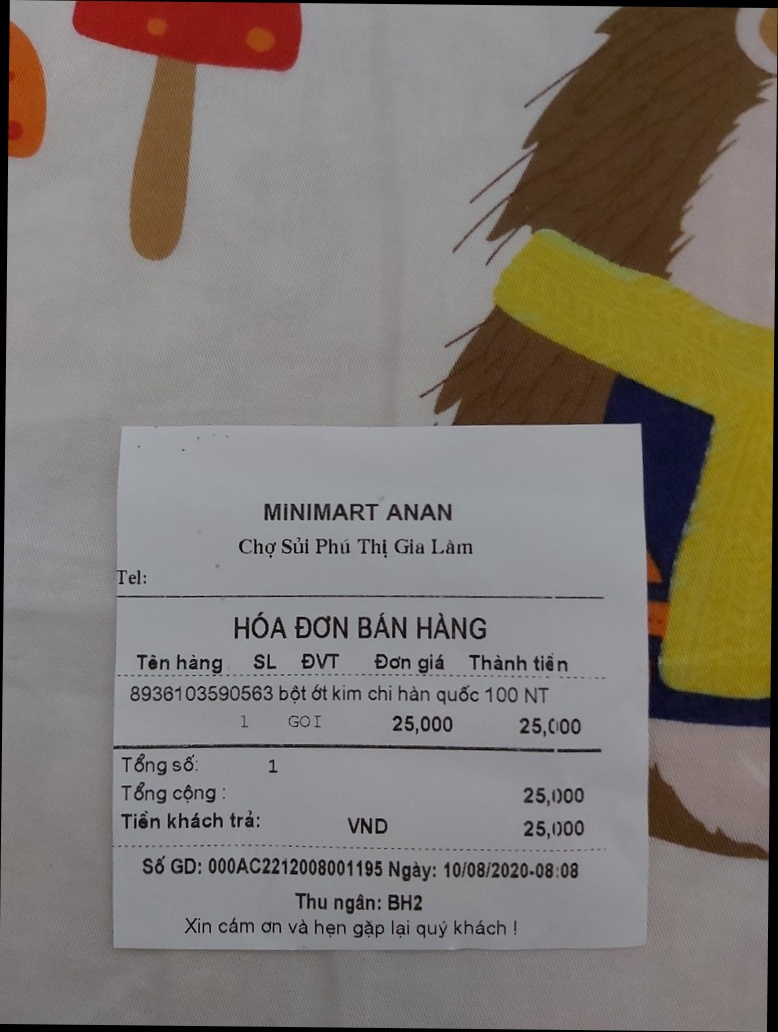 MINIMART ANAN
Chợ Sủi Phú Thị Gia Lâm
Tel:
HÓA ĐƠN BÁN HÀNG
Tên hàng SL ĐVT Đơn giá Thành tiền
8936103590563 bột ớt kim chi hàn quốc 100 NT
1 GOI 25,000 25,000
Tổng số: 1
Tổng cộng : 25,000
Tiền khách trả: VND 25,000
Số GD: 000AC2212008001195 Ngày: 10/08/2020-08:08
Thu ngân: BH2
Xin cám ơn và hẹn gặp lại quý khách !